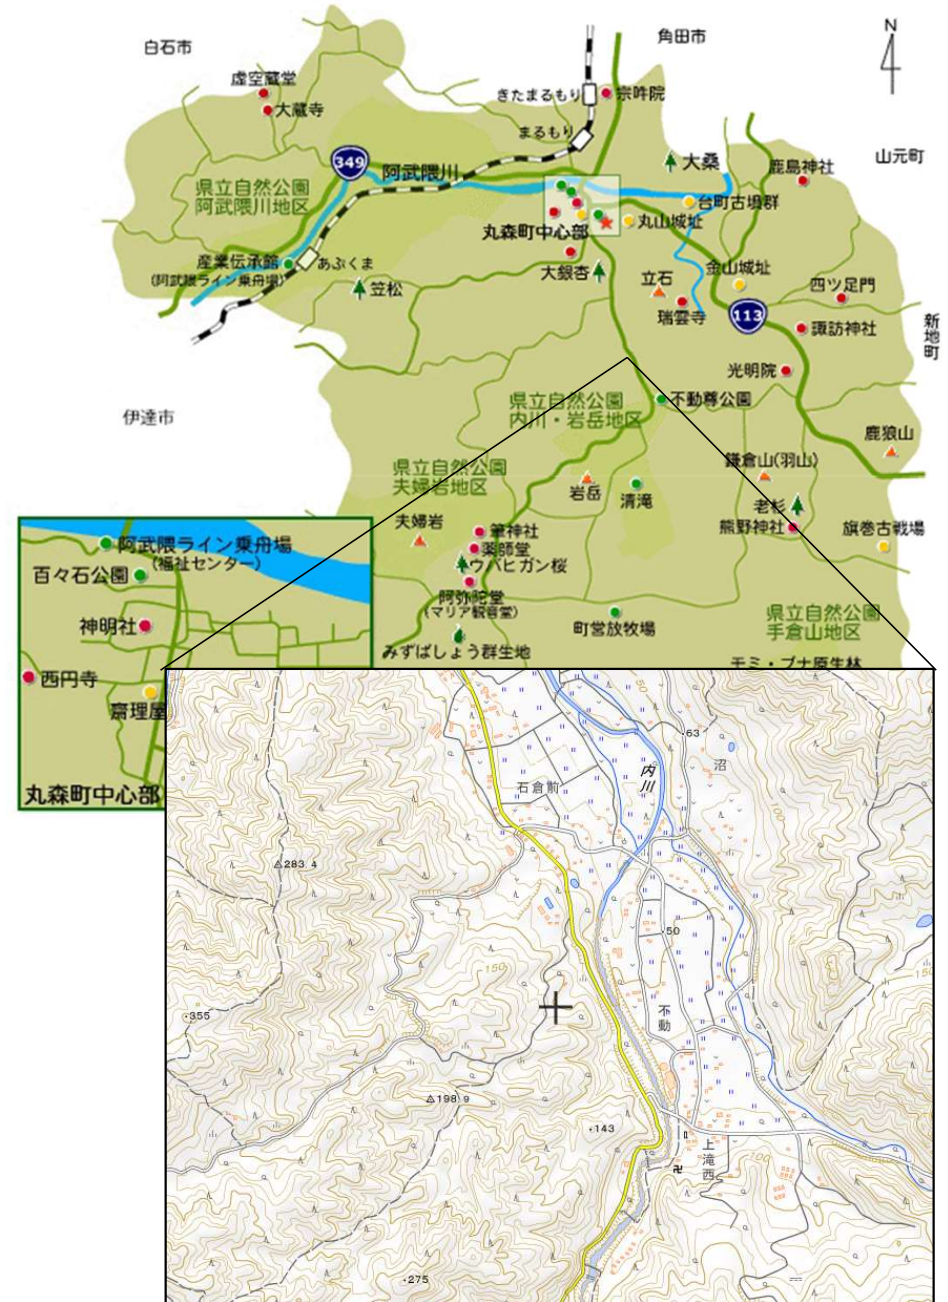 白石市
角田市
N
虚空蔵堂
大蔵寺
きたまるもり
宗吽院
まるもり
349
阿武隈川
大桑
山元町
鹿島神社
県立自然公園
阿武隈川地区
台町古墳群
丸森町中心部
丸山城址
産業伝承館
(阿武隈ライン乗舟場)
あぶくま
笠松
大銀杏
立石
金山城址
四ツ足門
瑞雲寺
113
諏訪神社
新地町
光明院
伊達市
県立自然公園
内川・岩岳地区
不動尊公園
鹿狼山
県立自然公園
夫婦岩地区
岩岳
清滝
鎌倉山(羽山)
老杉
熊野神社
旗巻古戦場
夫婦岩
筆神社
薬師堂
ウバヒガン桜
阿弥陀堂
(マリア観音堂)
町営放牧場
県立自然公園
手倉山地区
みずばしょう群生地
モミ・ブナ原生林
阿武隈ライン乗舟場
(福祉センター)
百々石公園
神明社
西円寺
斎理屋
丸森町中心部
50
63
沼
内川
石倉前
100
283.4
50
150
150
355
不動
198.9
143
上滝西
100
275